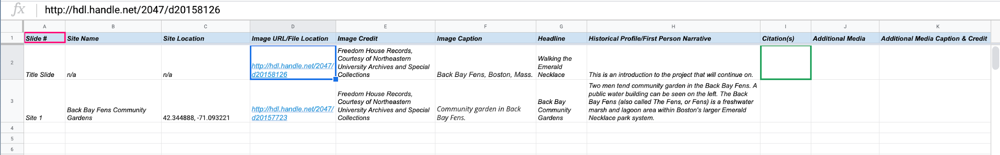 fx http://hdl.handle.net/2047/d20158126
A B C D E F G H I J K
1 Slide # Site Name Site Location Image URL/File Location Image Credit Image Caption Headline Historical Profile/First Person Narrative Citation(s) Additional Media Additional Media Caption & Credit
2
Title Slide
n/a
n/a
http://hdl.handle.net/2047/
d20158126
Freedom House Records,
Courtesy of Northeastern
University Archives and Special
Collections
Back Bay Fens, Boston, Mass.
Walking the
Emerald
Necklace
This is an introduction to the project that will continue on.
3
Site 1
Back Bay Fens Community
Gardens
42.344888, -71.093221
http://hdl.handle.net/2047/
d20157723
Freedom House Records,
Courtesy of Northeastern
University Archives and Special
Collections
Community garden in Back
Bay Fens.
Back Bay
Community
Gardens
Two men tend community garden in the Back Bay Fens. A
public water building can be seen on the left. The Back
Bay Fens (also called The Fens, or Fens) is a freshwater
marsh and lagoon area within Boston's larger Emerald
Necklace park system.
4
5
6